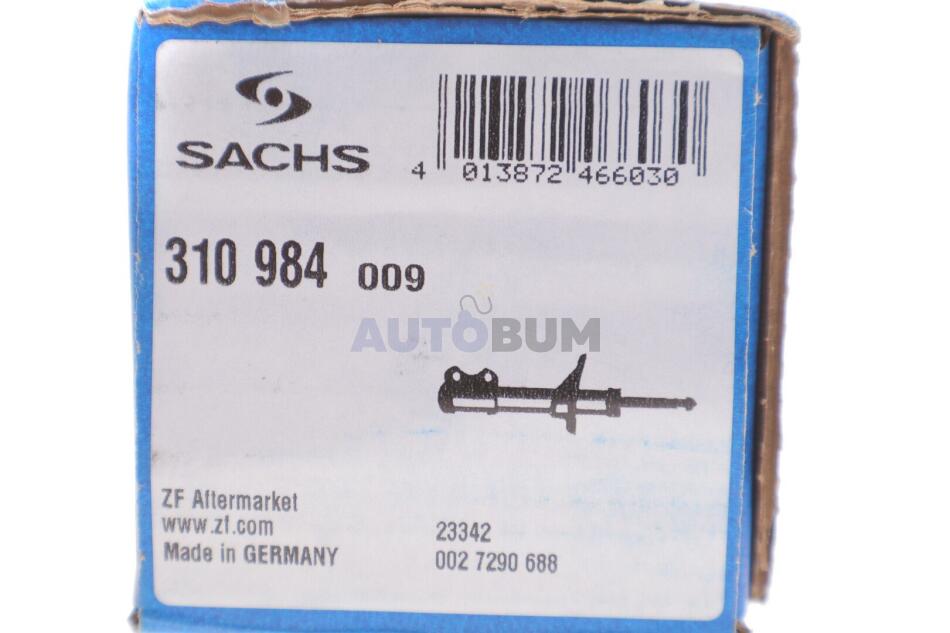 SACHS
4 013872 466030
310 984 009
AUTOBUM
ZF Aftermarket
www.zf.com
Made in GERMANY
23342
002 7290 688